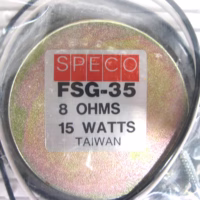 SPECO
FSG-35
8 OHMS
15 WATTS
TAIWAN